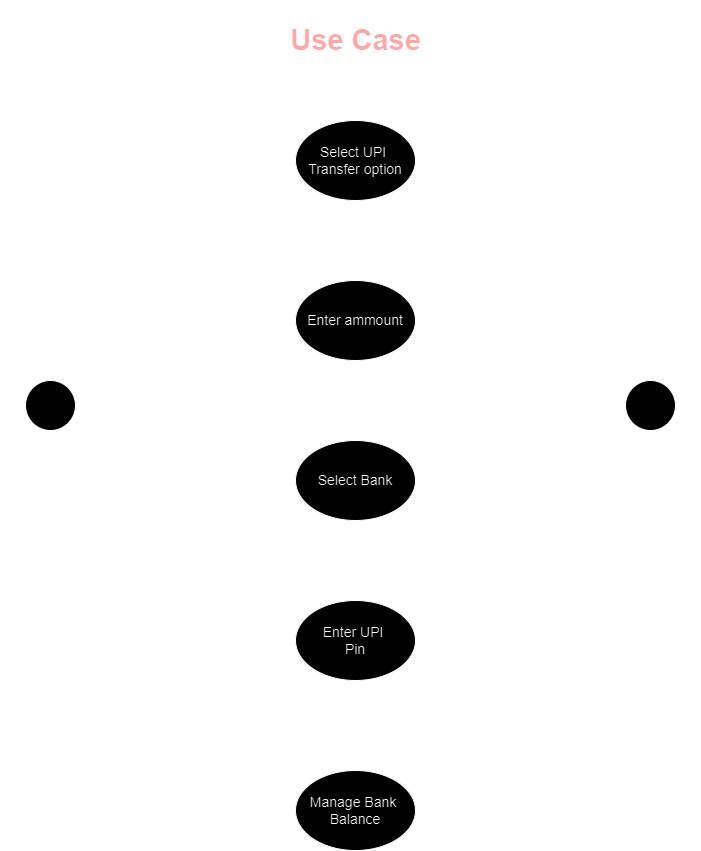 Use Case
Select UPI
Transfer option
Enter ammount
Select Bank
Enter UPI
Pin
Manage Bank
Balance